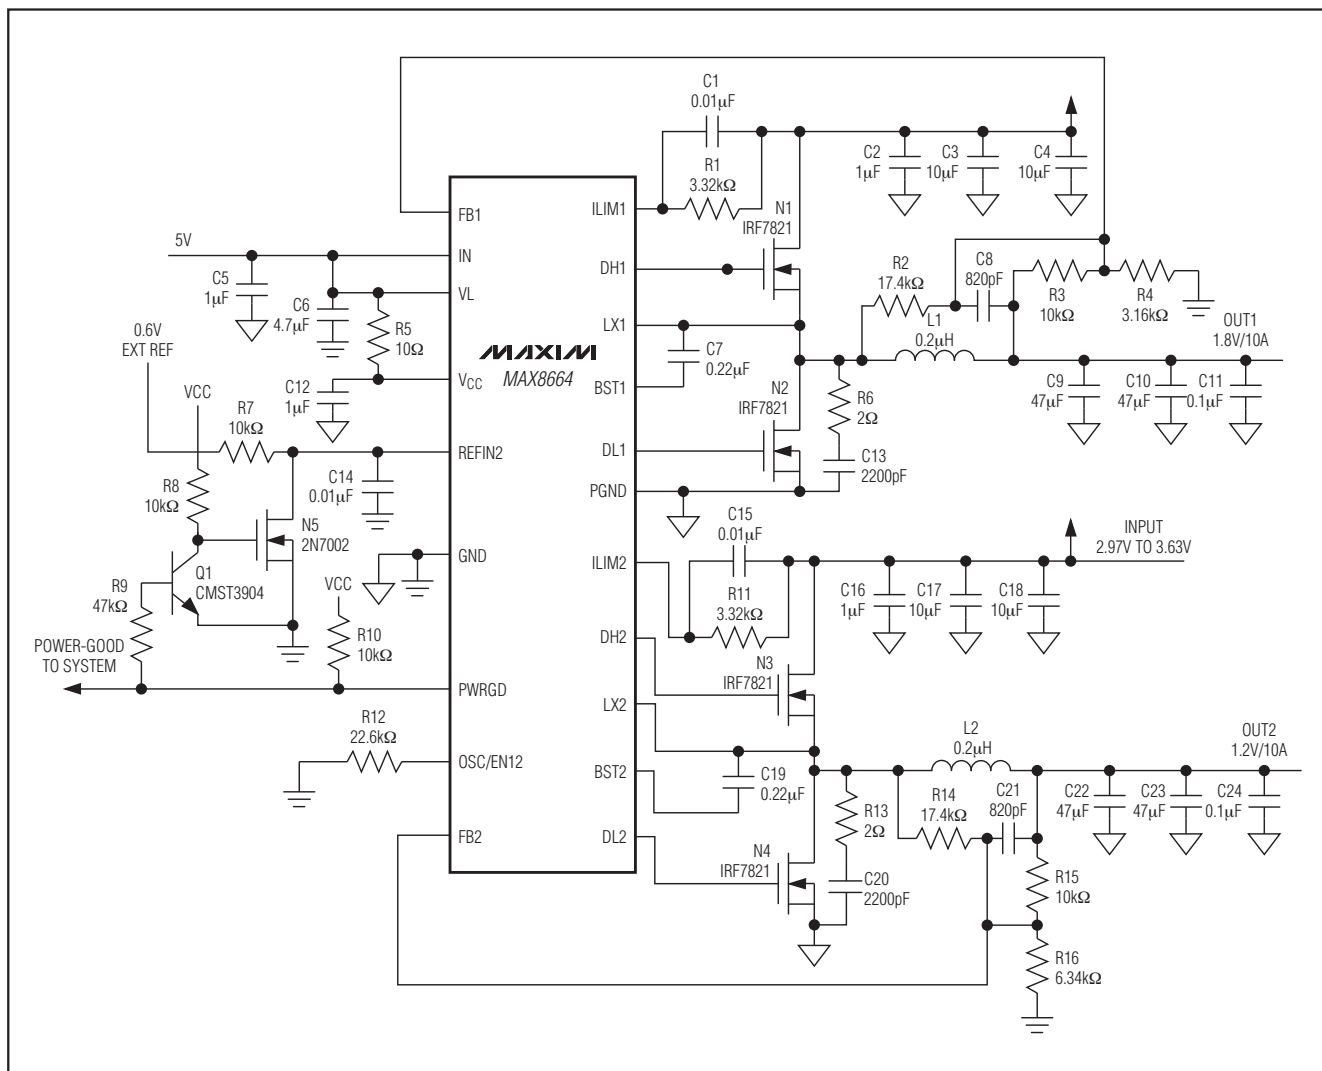 C1
0.01µF
R1
3.32kΩ
C2
1µF
C3
10µF
C4
10µF
N1
IRF7821
FB1
ILIM1
5V
IN
DH1
C5
1µF
C6
4.7µF
VL
R2
17.4kΩ
C8
820pF
R3
10kΩ
R4
3.16kΩ
0.6V
EXT REF
R5
10Ω
LX1
L1
0.2µH
OUT1
1.8V/10A
MAXIM
MAX8664
C7
0.22µF
VCC
C12
1µF
VCC
BST1
N2
IRF7821
R6
2Ω
C9
47µF
C10
47µF
C11
0.1µF
R7
10kΩ
REFIN2
DL1
C13
2200pF
R8
10kΩ
C14
0.01µF
PGND
N5
2N7002
C15
0.01µF
INPUT
2.97V TO 3.63V
GND
ILIM2
Q1
CMST3904
R9
47kΩ
VCC
R11
3.32kΩ
C16
1µF
C17
10µF
C18
10µF
R10
10kΩ
DH2
POWER-GOOD
TO SYSTEM
N3
IRF7821
PWRGD
LX2
R12
22.6kΩ
OSC/EN12
L2
0.2µH
OUT2
1.2V/10A
BST2
C19
0.22µF
R13
2Ω
R14
17.4kΩ
C21
820pF
C22
47µF
C23
47µF
C24
0.1µF
FB2
DL2
N4
IRF7821
C20
2200pF
R15
10kΩ
R16
6.34kΩ